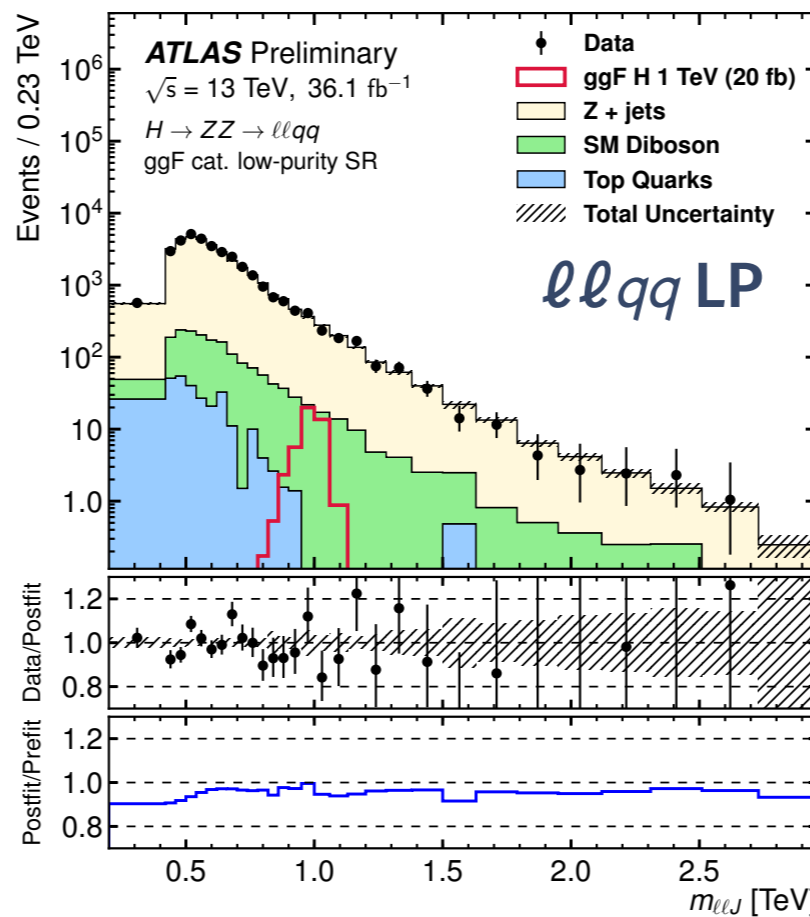 ATLAS Preliminary
√s = 13 TeV, 36.1 fb⁻¹
H → ZZ → ℓℓqq
ggF cat. low-purity SR
Data
ggF H 1 TeV (20 fb)
Z + jets
SM Diboson
Top Quarks
Total Uncertainty
ℓℓqq LP
Events / 0.23 TeV
10⁶
10⁵
10⁴
10³
10²
10
1.0
Data/Postfit
1.2
1.0
0.8
Postfit/Prefit
1.2
1.0
0.8
0.5 1.0 1.5 2.0 2.5
mℓℓJ [TeV]